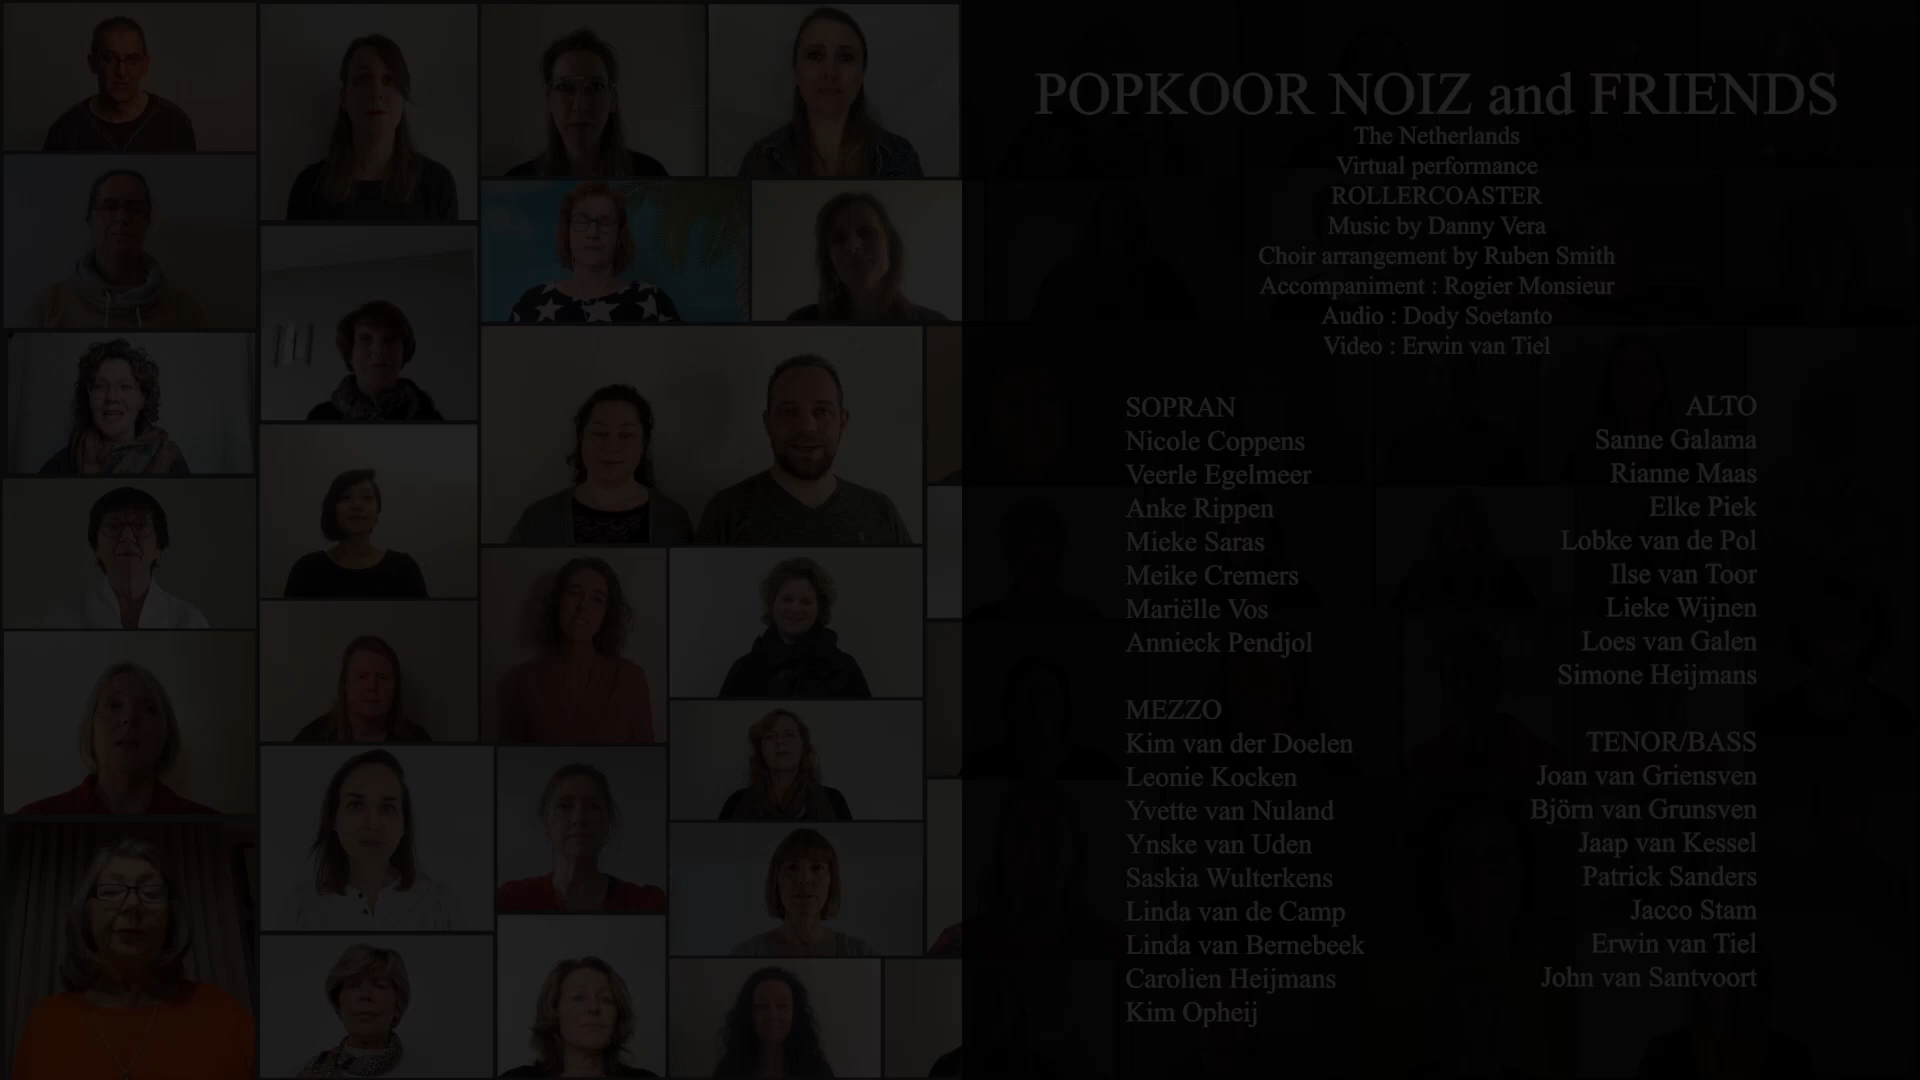 POPKOOR NOIZ and FRIENDS
The Netherlands
Virtual performance
ROLLERCOASTER
Music by Danny Vera
Choir arrangement by Ruben Smith
Accompaniment : Rogier Monsieur
Audio : Dody Soetanto
Video : Erwin van Tiel
SOPRAN
Nicole Coppens
Veerle Egelmeer
Anke Rippen
Mieke Saras
Meike Cremers
Mariëlle Vos
Annieck Pendjol
MEZZO
Kim van der Doelen
Leonie Kocken
Yvette van Nuland
Ynske van Uden
Saskia Wulterkens
Linda van de Camp
Linda van Bernebeek
Carolien Heijmans
Kim Opheij
ALTO
Sanne Galama
Rianne Maas
Elke Piek
Lobke van de Pol
Ilse van Toor
Lieke Wijnen
Loes van Galen
Simone Heijmans
TENOR/BASS
Joan van Griensven
Björn van Grunsven
Jaap van Kessel
Patrick Sanders
Jacco Stam
Erwin van Tiel
John van Santvoort